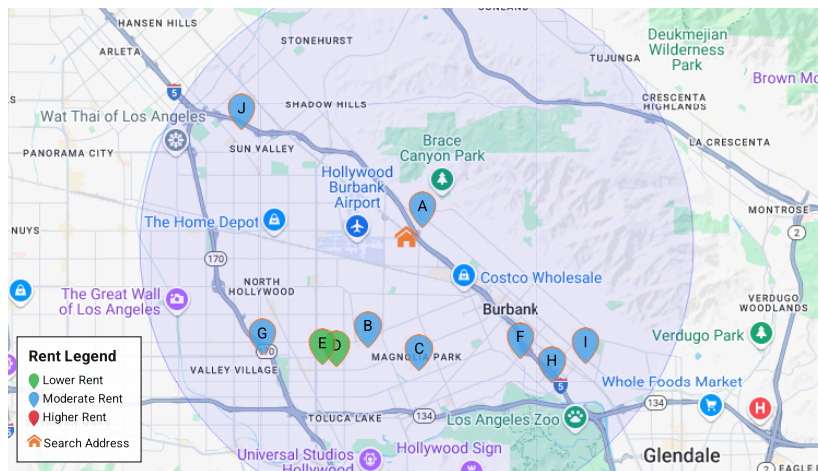 SUNLAND
HANSEN HILLS
STONEHURST
ARLETA
Deukmejian
Wilderness
Park
TUJUNGA
5
Brown Mo
J
SHADOW HILLS
CRESCENTA
HIGHLANDS
Wat Thai of Los Angeles
LA CRESCENTA
PANORAMA CITY
SUN VALLEY
Brace
Canyon Park
Hollywood
Burbank
Airport
A
MONTROSE
The Home Depot
NUYS
2
170
Costco Wholesale
NORTH
HOLLYWOOD
The Great Wall
of Los Angeles
Burbank
VERDUGO
WOODLANDS
Verdugo Park
G
B
E
D
C
F
I
H
170
MAGNOLIA PARK
VALLEY VILLAGE
5
Whole Foods Market
134
134
TOLUCA LAKE
Los Angeles Zoo
H
Universal Studios
Hollywood
Hollywood Sign
Glendale
2
EAGLE
Rent Legend
Lower Rent
Moderate Rent
Higher Rent
Search Address